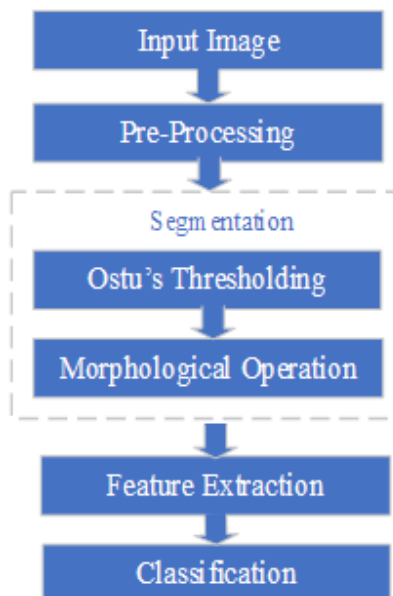 Input Image
Pre-Processing
Segmentation
Ostu's Thresholding
Morphological Operation
Feature Extraction
Classification